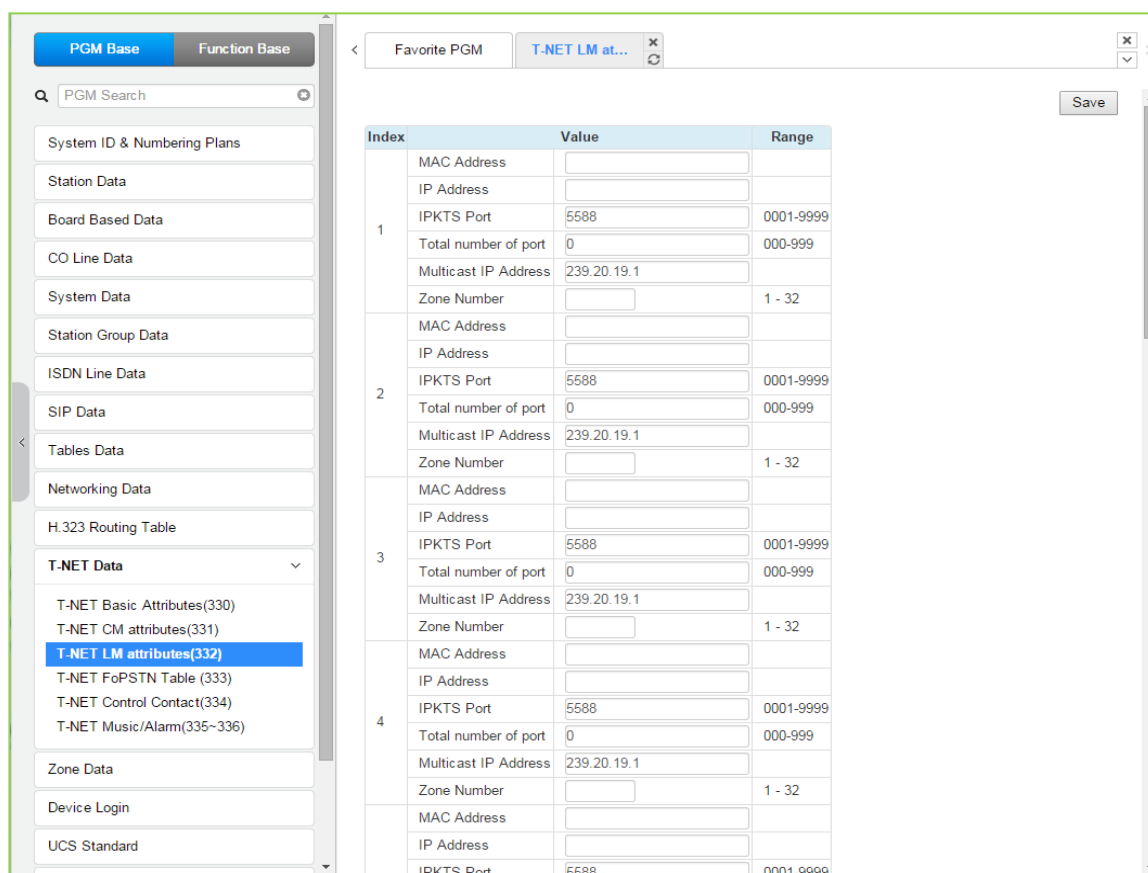 PGM Base Function Base
PGM Search
System ID & Numbering Plans
Station Data
Board Based Data
CO Line Data
System Data
Station Group Data
ISDN Line Data
SIP Data
Tables Data
Networking Data
H.323 Routing Table
T-NET Data
T-NET Basic Attributes(330)
T-NET CM attributes(331)
T-NET LM attributes(332)
T-NET FoPSTN Table (333)
T-NET Control Contact(334)
T-NET Music/Alarm(335~336)
Zone Data
Device Login
UCS Standard
Favorite PGM T-NET LM at...
Save
Index Value Range
1
MAC Address
IP Address
IPKTS Port 5588 0001-9999
Total number of port 0 000-999
Multicast IP Address 239.20.19.1
Zone Number 1 - 32
2
MAC Address
IP Address
IPKTS Port 5588 0001-9999
Total number of port 0 000-999
Multicast IP Address 239.20.19.1
Zone Number 1 - 32
3
MAC Address
IP Address
IPKTS Port 5588 0001-9999
Total number of port 0 000-999
Multicast IP Address 239.20.19.1
Zone Number 1 - 32
4
MAC Address
IP Address
IPKTS Port 5588 0001-9999
Total number of port 0 000-999
Multicast IP Address 239.20.19.1
Zone Number 1 - 32
MAC Address
IP Address
IPKTS Port 5588 0001-9999